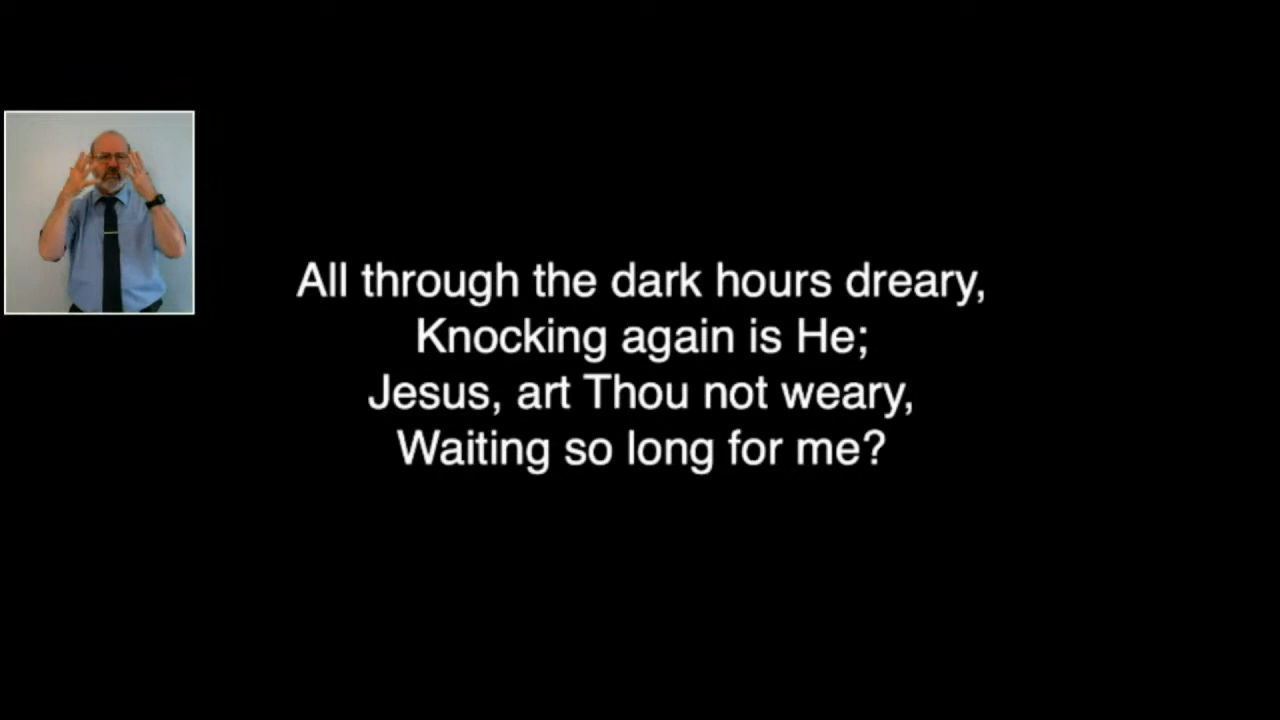 All through the dark hours dreary,
Knocking again is He;
Jesus, art Thou not weary,
Waiting so long for me?